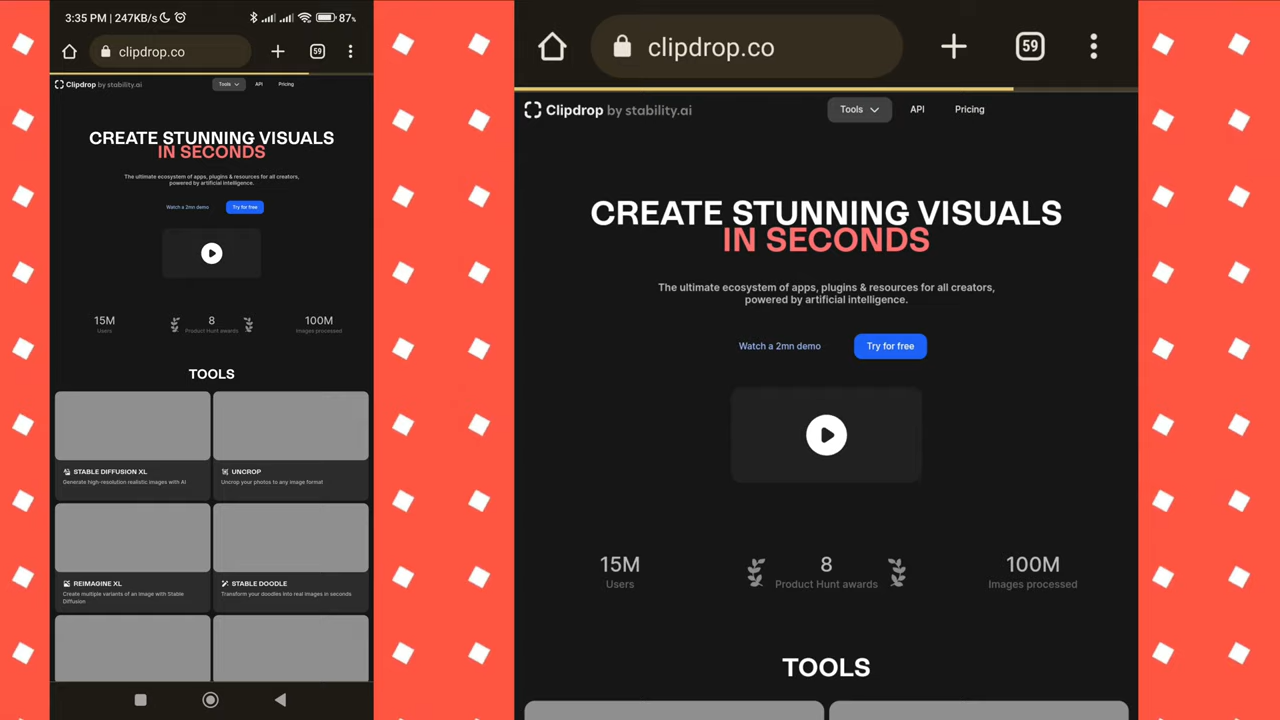 3:35 PM | 247KB/s
87%
clipdrop.co
59
Clipdrop by stability.ai
Tools
API
Pricing
CREATE STUNNING VISUALS
IN SECONDS
The ultimate ecosystem of apps, plugins & resources for all creators,
powered by artificial intelligence.
Watch a 2mn demo
Try for free
15M
Users
8
Product Hunt awards
100M
Images processed
TOOLS
STABLE DIFFUSION XL
Generate high-resolution realistic images with AI
UNCROP
Uncrop your photos to any image format
REIMAGINE XL
Create multiple variants of an image with Stable
Diffusion
STABLE DOODLE
Transform your doodles into real images in seconds
clipdrop.co
59
Clipdrop by stability.ai
Tools
API
Pricing
CREATE STUNNING VISUALS
IN SECONDS
The ultimate ecosystem of apps, plugins & resources for all creators,
powered by artificial intelligence.
Watch a 2mn demo
Try for free
15M
Users
8
Product Hunt awards
100M
Images processed
TOOLS